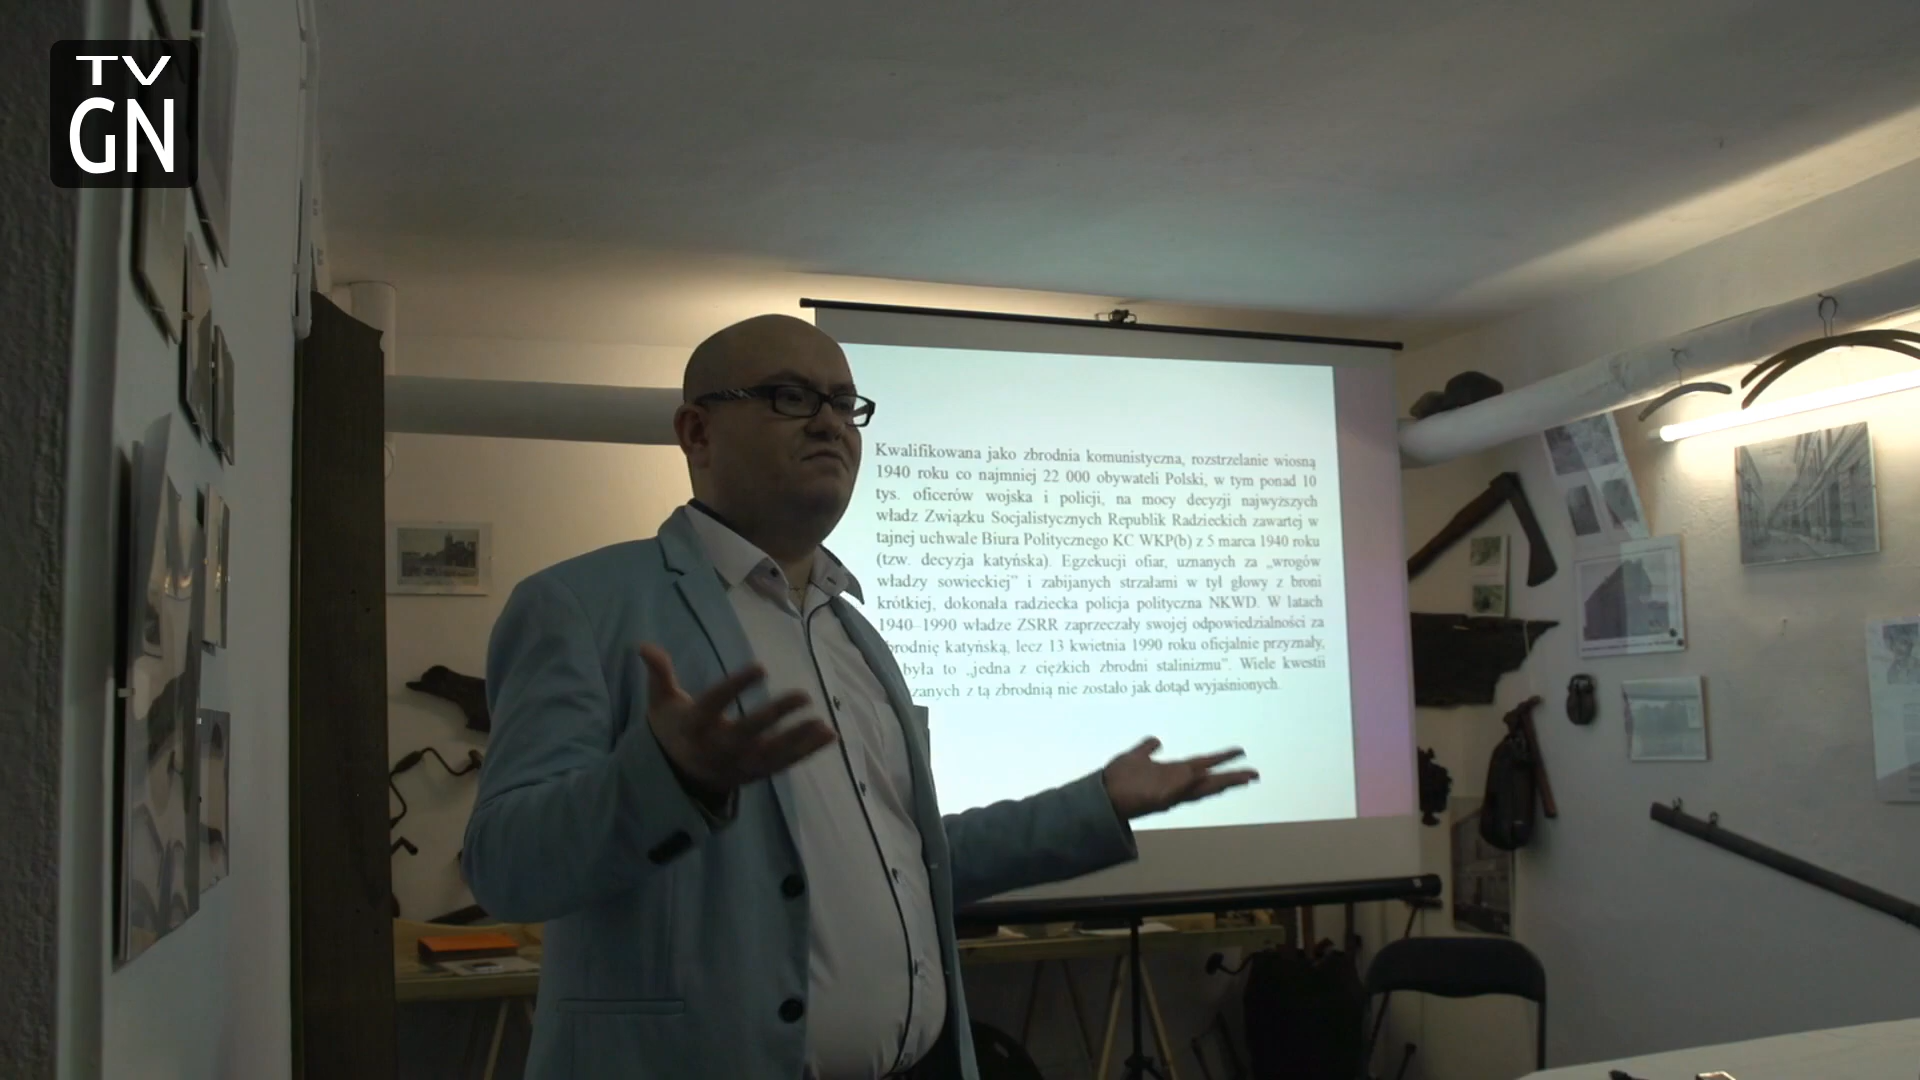 TV
GN
Kwalifikowana jako zbrodnia komunistyczna, rozstrzelanie wiosną
1940 roku co najmniej 22 000 obywateli Polski, w tym ponad 10
tys. oficerów wojska i policji, na mocy decyzji najwyższych
władz Związku Socjalistycznych Republik Radzieckich zawartej w
tajnej uchwale Biura Politycznego KC WKP(b) z 5 marca 1940 roku
(tzw. decyzja katyńska). Egzekucji ofiar, uznanych za „wrogów
władzy sowieckiej” i zabijanych strzałami w tył głowy z broni
krótkiej, dokonała radziecka policja polityczna NKWD. W latach
1940–1990 władze ZSRR zaprzeczały swojej odpowiedzialności za
brodnię katyńską, lecz 13 kwietnia 1990 roku oficjalnie przyznały,
była to „jedna z ciężkich zbrodni stalinizmu”. Wiele kwestii
zanych z tą zbrodnią nie zostało jak dotąd wyjaśnionych.